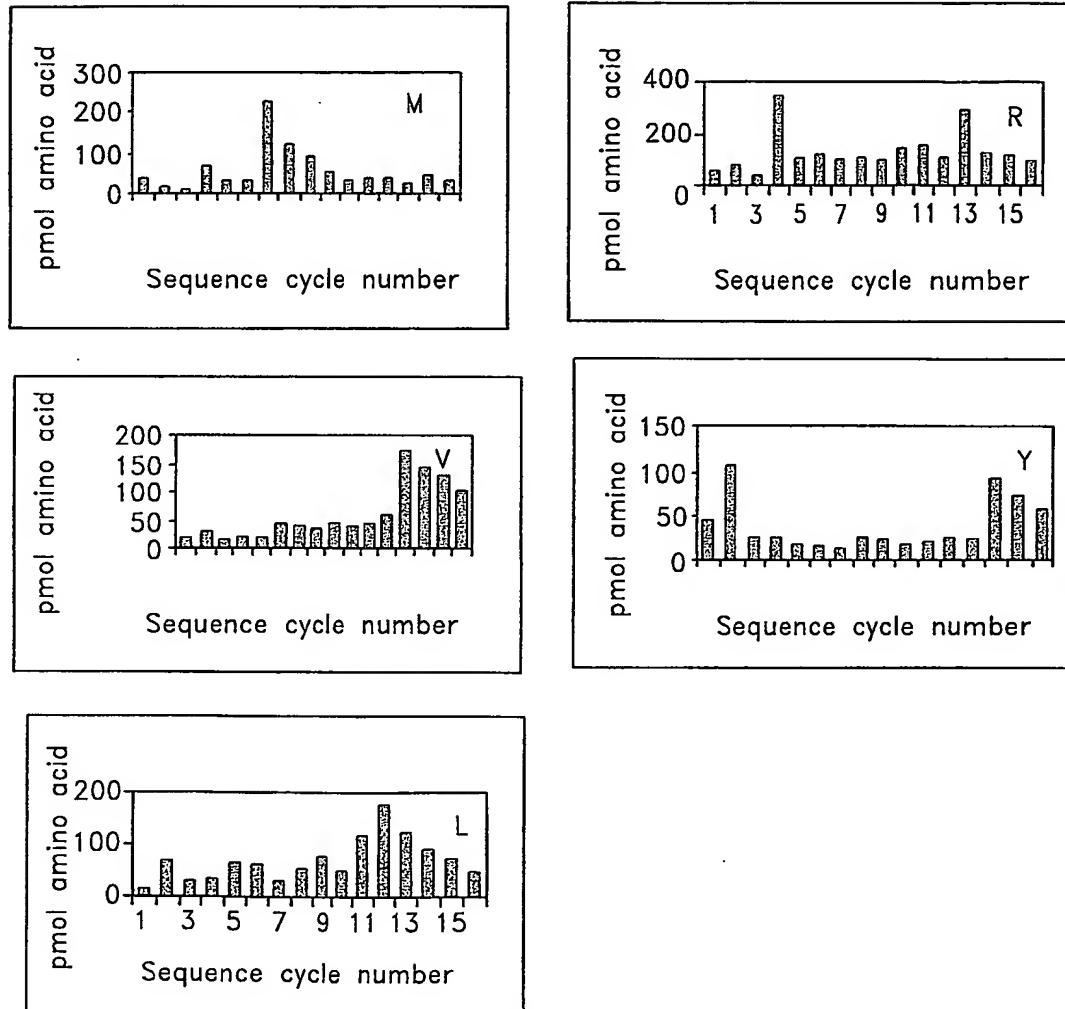 pmol amino acid
300
200
100
0
M
Sequence cycle number
pmol amino acid
400
200
0
R
1 3 5 7 9 11 13 15
Sequence cycle number
pmol amino acid
200
150
100
50
0
V
Sequence cycle number
pmol amino acid
150
100
50
0
Y
Sequence cycle number
pmol amino acid
200
100
0
L
1 3 5 7 9 11 13 15
Sequence cycle number